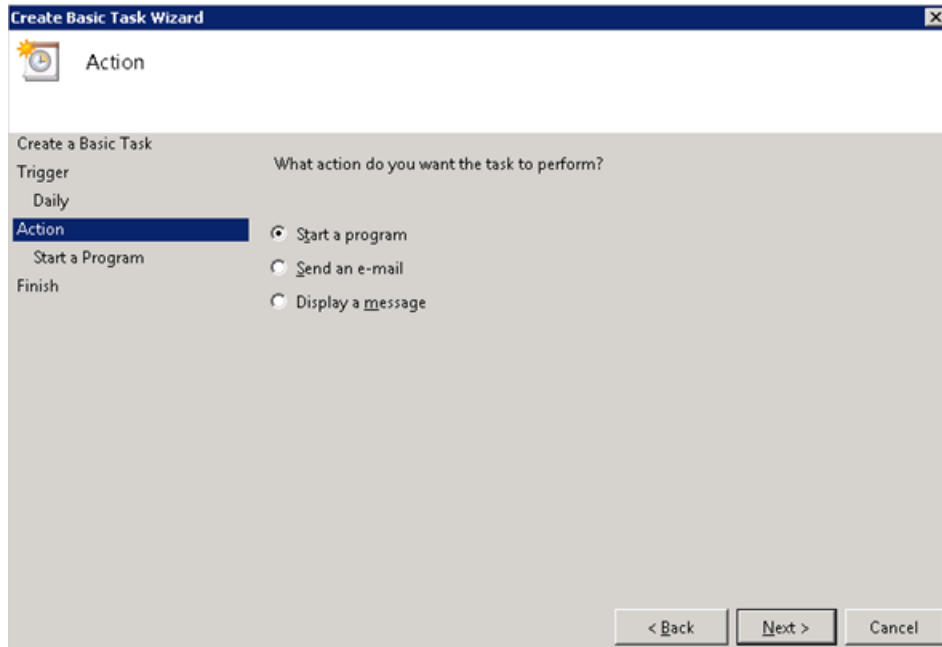 Create Basic Task Wizard
Action
Create a Basic Task
Trigger
Daily
Action
Start a Program
Finish
What action do you want the task to perform?
Start a program
Send an e-mail
Display a message
< Back
Next >
Cancel